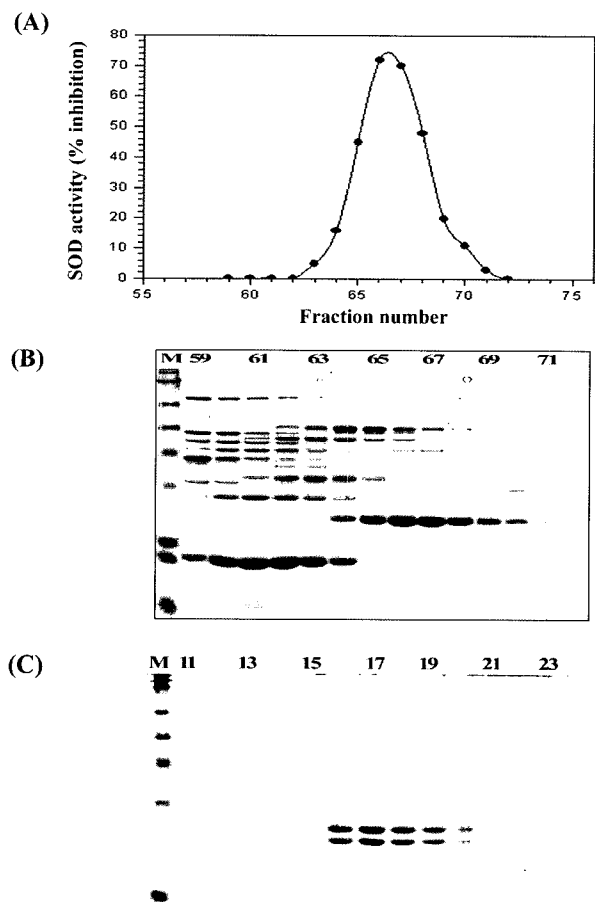 (A)
80
70
60
50
40
30
20
10
0
SOD activity (% inhibition)
55 60 65 70 75
Fraction number
(B)
M 59 61 63 65 67 69 71
(C)
M 11 13 15 17 19 21 23